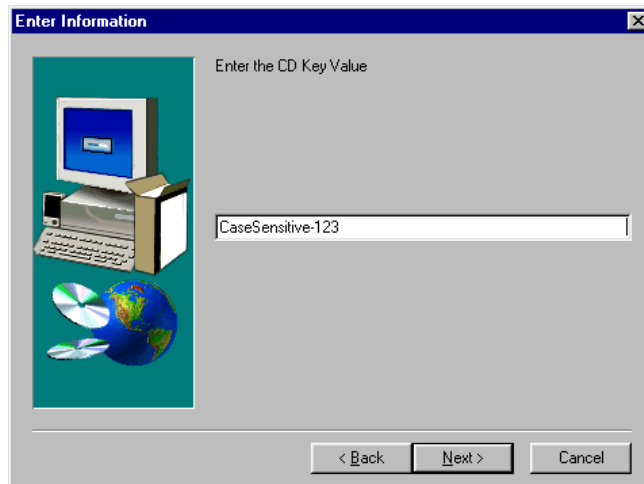 Enter Information
Enter the CD Key Value
CaseSensitive-123
< Back
Next >
Cancel